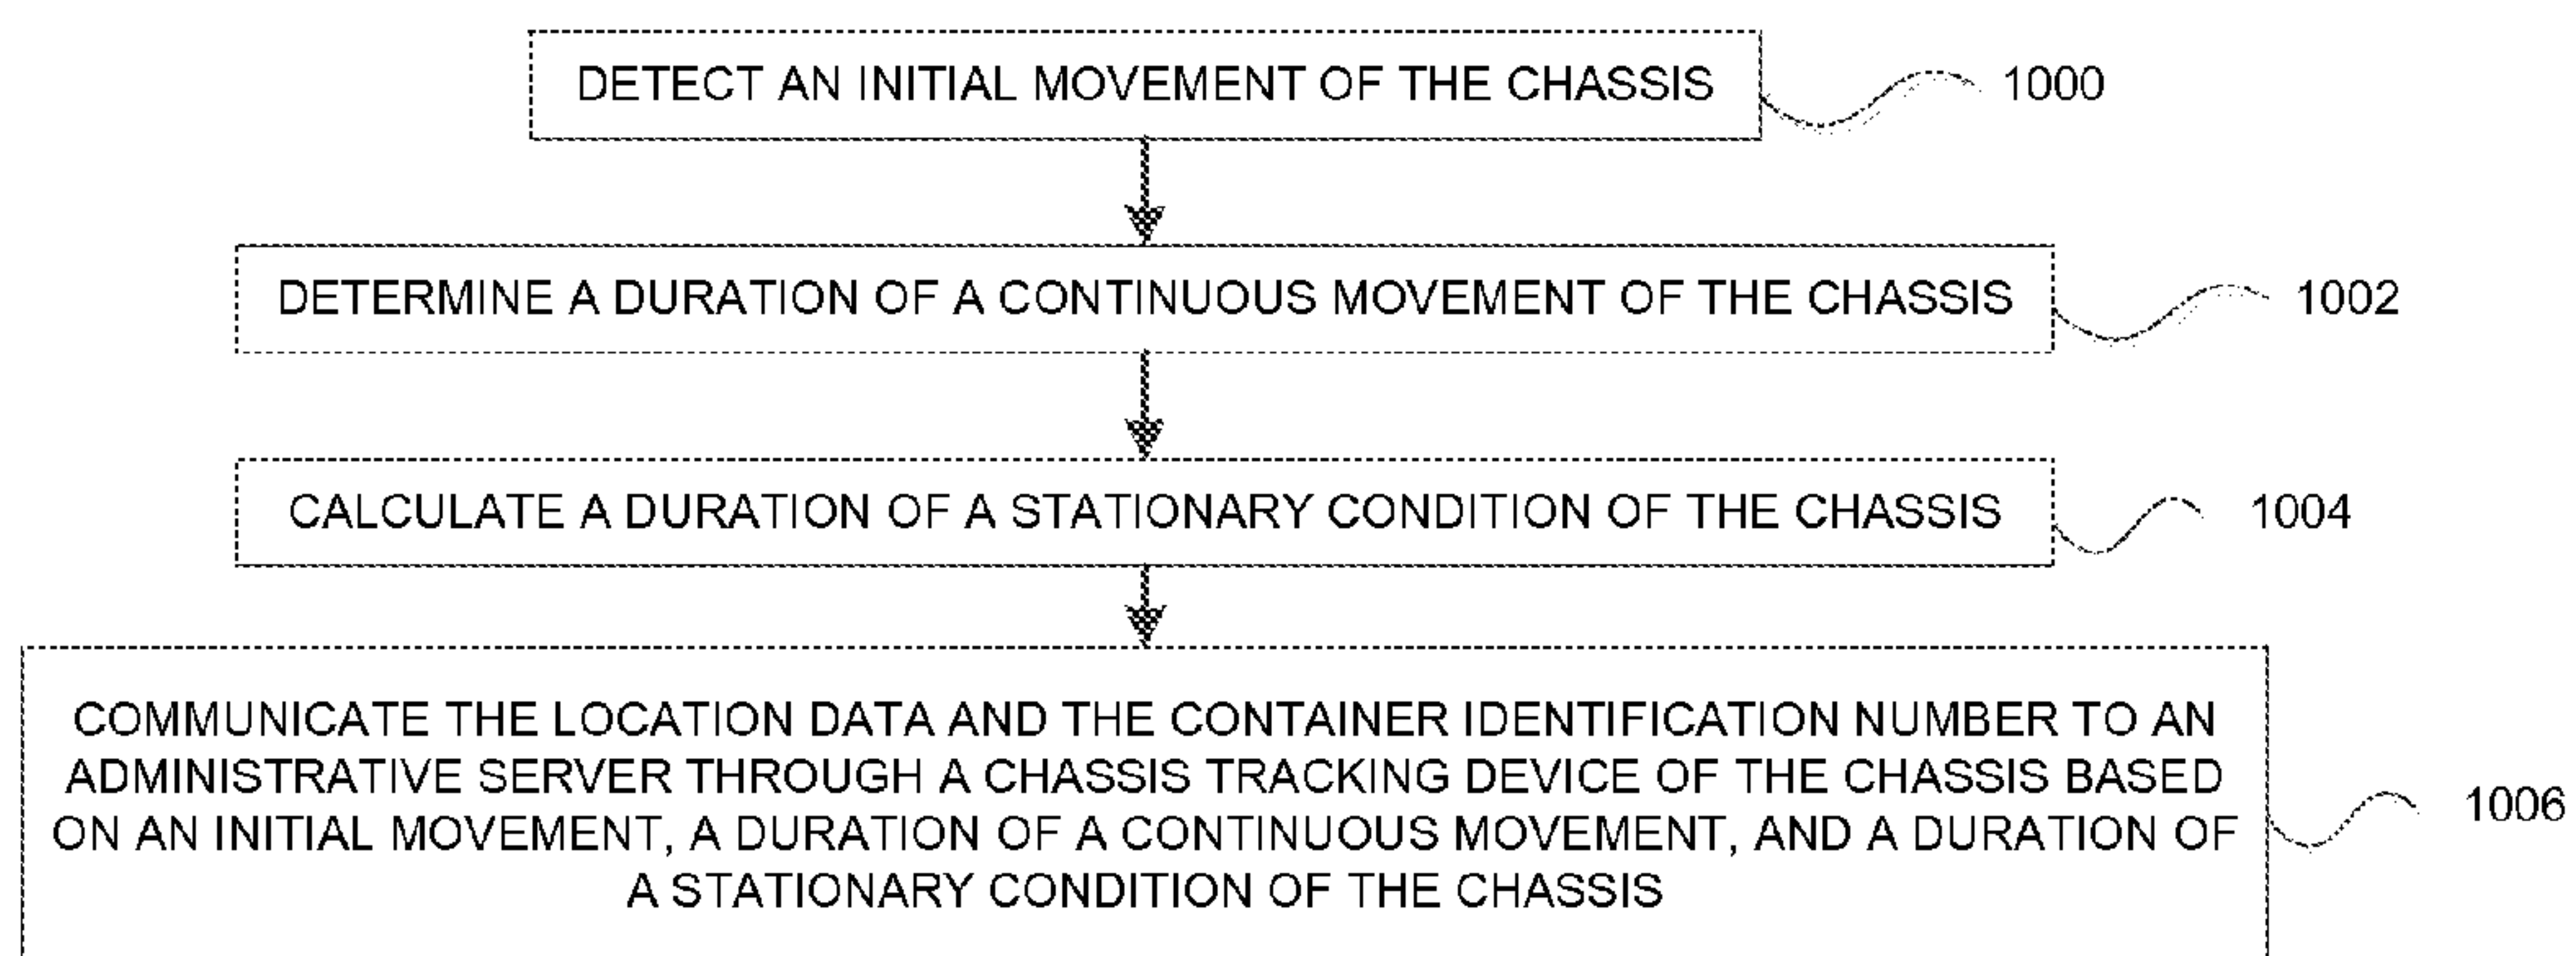 DETECT AN INITIAL MOVEMENT OF THE CHASSIS
1000
DETERMINE A DURATION OF A CONTINUOUS MOVEMENT OF THE CHASSIS
1002
CALCULATE A DURATION OF A STATIONARY CONDITION OF THE CHASSIS
1004
COMMUNICATE THE LOCATION DATA AND THE CONTAINER IDENTIFICATION NUMBER TO AN
ADMINISTRATIVE SERVER THROUGH A CHASSIS TRACKING DEVICE OF THE CHASSIS BASED
ON AN INITIAL MOVEMENT, A DURATION OF A CONTINUOUS MOVEMENT, AND A DURATION OF
A STATIONARY CONDITION OF THE CHASSIS
1006